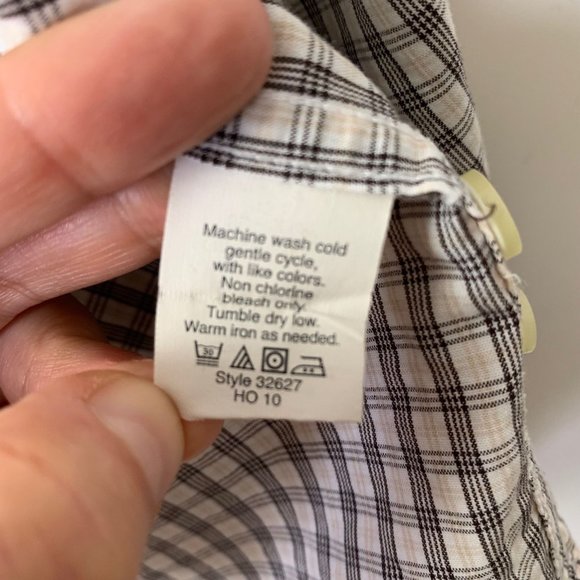 Machine wash cold
gentle cycle,
with like colors.
Non chlorine
bleach only.
Tumble dry low.
Warm iron as needed.
30
Style 32627
HO 10